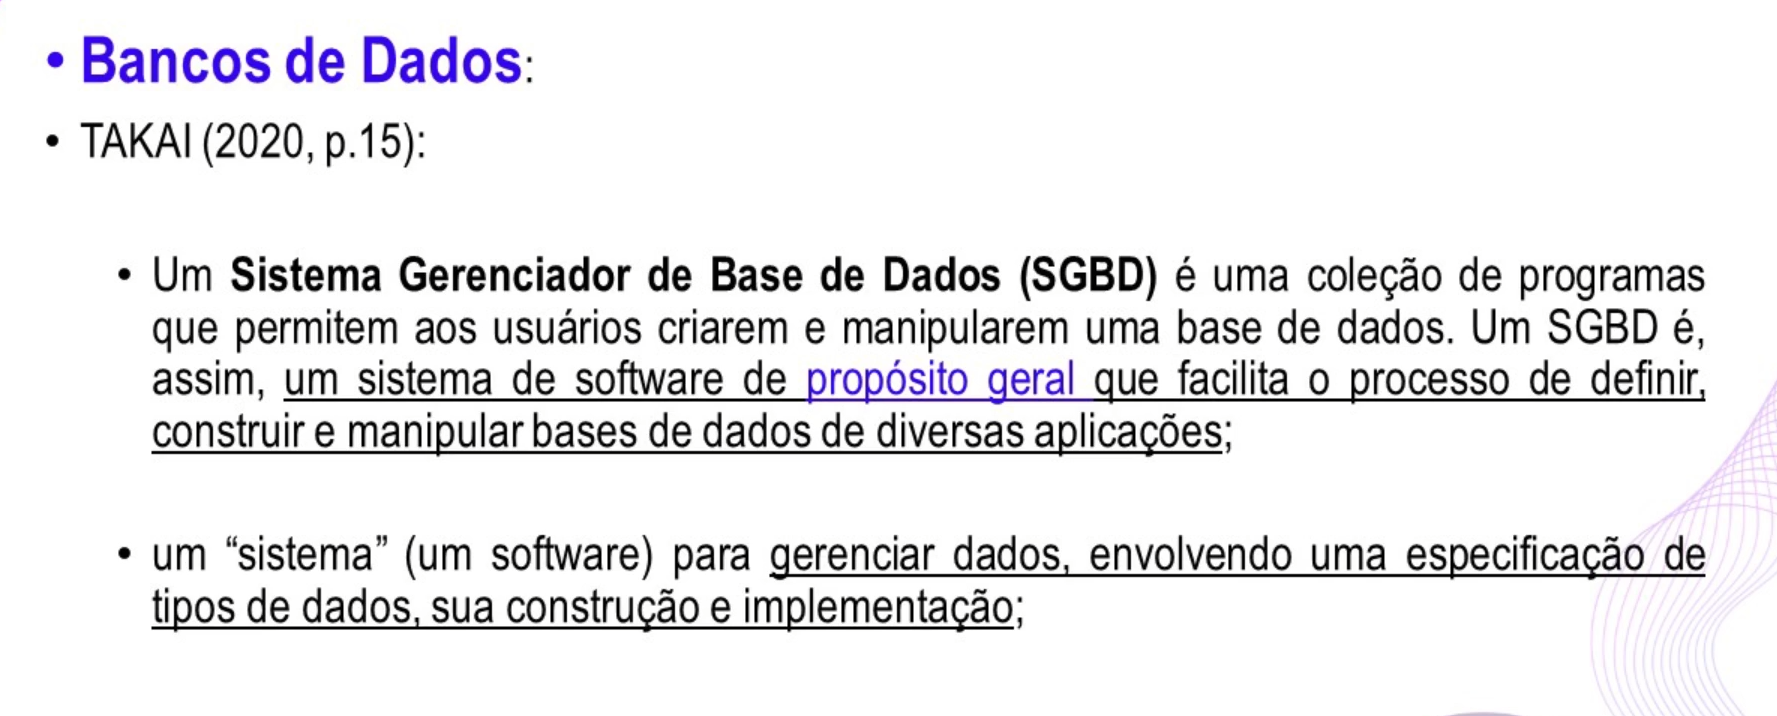 • Bancos de Dados:
• TAKAI (2020, p.15):
• Um Sistema Gerenciador de Base de Dados (SGBD) é uma coleção de programas
que permitem aos usuários criarem e manipularem uma base de dados. Um SGBD é,
assim, um sistema de software de propósito geral que facilita o processo de definir,
construir e manipular bases de dados de diversas aplicações;
• um “sistema” (um software) para gerenciar dados, envolvendo uma especificação de
tipos de dados, sua construção e implementação;